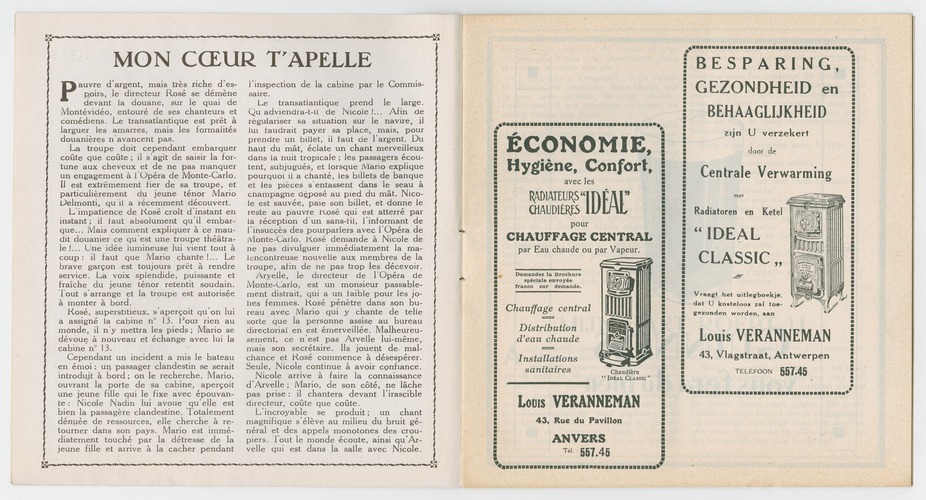 MON CŒUR T'APELLE
Pauvre d'argent, mais très riche d'es-
poirs, le directeur Rosé se démène
devant la douane, sur le quai de
Montévidéo, entouré de ses chanteurs et
comédiens. Le transatlantique est prêt à
larguer les amarres, mais les formalités
douanières n'avancent pas.
La troupe doit cependant embarquer
coûte que coûte ; il s'agit de saisir la for-
tune aux cheveux et de ne pas manquer
un engagement à l'Opéra de Monte-Carlo.
Il est extrêmement fier de sa troupe, et
particulièrement du jeune ténor Mario
Delmonti, qu'il a récemment découvert.
L'impatience de Rosé croît d'instant en
instant ; il faut absolument qu'il embar-
que... Mais comment expliquer à ce mau-
dit douanier ce qu'est une troupe théâtra-
le !... Une idée lumineuse lui vient tout à
coup : il faut que Mario chante !... Le
brave garçon est toujours prêt à rendre
service. La voix splendide, puissante et
fraîche du jeune ténor retentit soudain.
Tout s'arrange et la troupe est autorisée
à monter à bord.
Rosé, superstitieux, s'aperçoit qu'on lui
a assigné la cabine n° 13. Pour rien au
monde, il n'y mettra les pieds ; Mario se
dévoue à nouveau et échange avec lui la
cabine n° 13.
Cependant un incident a mis le bateau
en émoi : un passager clandestin se serait
introduit à bord ; on le recherche. Mario,
ouvrant la porte de sa cabine, aperçoit
une jeune fille qui le fixe avec épouvan-
te : Nicole Nadin lui avoue qu'elle est
bien la passagère clandestine. Totalement
dénuée de ressources, elle cherche à re-
tourner dans son pays. Mario est immé-
diatement touché par la détresse de la
jeune fille et arrive à la cacher pendant
l'inspection de la cabine par le Commis-
saire.
Le transatlantique prend le large.
Qu'adviendra-t-il de Nicole !... Afin de
régulariser sa situation sur le navire, il
lui faudrait payer sa place, mais, pour
prendre un billet, il faut de l'argent. Du
haut du mât, éclate un chant merveilleux
dans la nuit tropicale ; les passagers écou-
tent, subjugués, et lorsque Mario explique
pourquoi il a chanté, les billets de banque
et les pièces s'entassent dans le seau à
champagne déposé au pied du mât. Nico-
le est sauvée, paie son billet, et donne le
reste au pauvre Rosé qui est atterré par
la réception d'un sans-fil, l'informant de
l'insuccès des pourparlers avec l'Opéra de
Monte-Carlo. Rosé demande à Nicole de
ne pas divulguer immédiatement la ma-
lencontreuse nouvelle aux membres de la
troupe, afin de ne pas trop les décevoir.
Arvelle, le directeur de l'Opéra de
Monte-Carlo, est un monsieur passable-
ment distrait, qui a un faible pour les jo-
lies femmes. Rosé pénètre dans son bu-
reau avec Mario qui y chante de telle
sorte que la personne assise au bureau
directorial en est émerveillée. Malheureu-
sement, ce n'est pas Arvelle lui-même,
mais son secrétaire. Ils jouent de mal-
chance et Rosé commence à désespérer.
Seule, Nicole continue à avoir confiance.
Nicole arrive à faire la connaissance
d'Arvelle ; Mario, de son côté, ne lâche
pas prise : il chantera devant l'irascible
directeur, coûte que coûte.
L'incroyable se produit ; un chant
magnifique s'élève au milieu du bruit gé-
néral et des appels monotones des crou-
piers. Tout le monde écoute, ainsi qu'Ar-
velle qui est dans la salle avec Nicole.
ÉCONOMIE,
Hygiène, Confort,
avec les
RADIATEURS
CHAUDIÈRES "IDÉAL"
pour
CHAUFFAGE CENTRAL
par Eau chaude ou par Vapeur.
Demandez la Brochure
spéciale envoyée
franco sur demande.
Chauffage central
Distribution
d'eau chaude
Installations
sanitaires
Chaudière
"IDEAL CLASSIC"
Louis VERANNEMAN
43, Rue du Pavillon
ANVERS
Tél. 557.45
BESPARING,
GEZONDHEID en
BEHAAGLIJKHEID
zijn U verzekert
door de
Centrale Verwarming
met
Radiatoren en Ketel
"IDEAL
CLASSIC„
Vraagt het uitlegboekje,
dat U kosteloos zal toe-
gezonden worden, aan
Louis VERANNEMAN
43, Vlagstraat, Antwerpen
TELEFOON 557.45